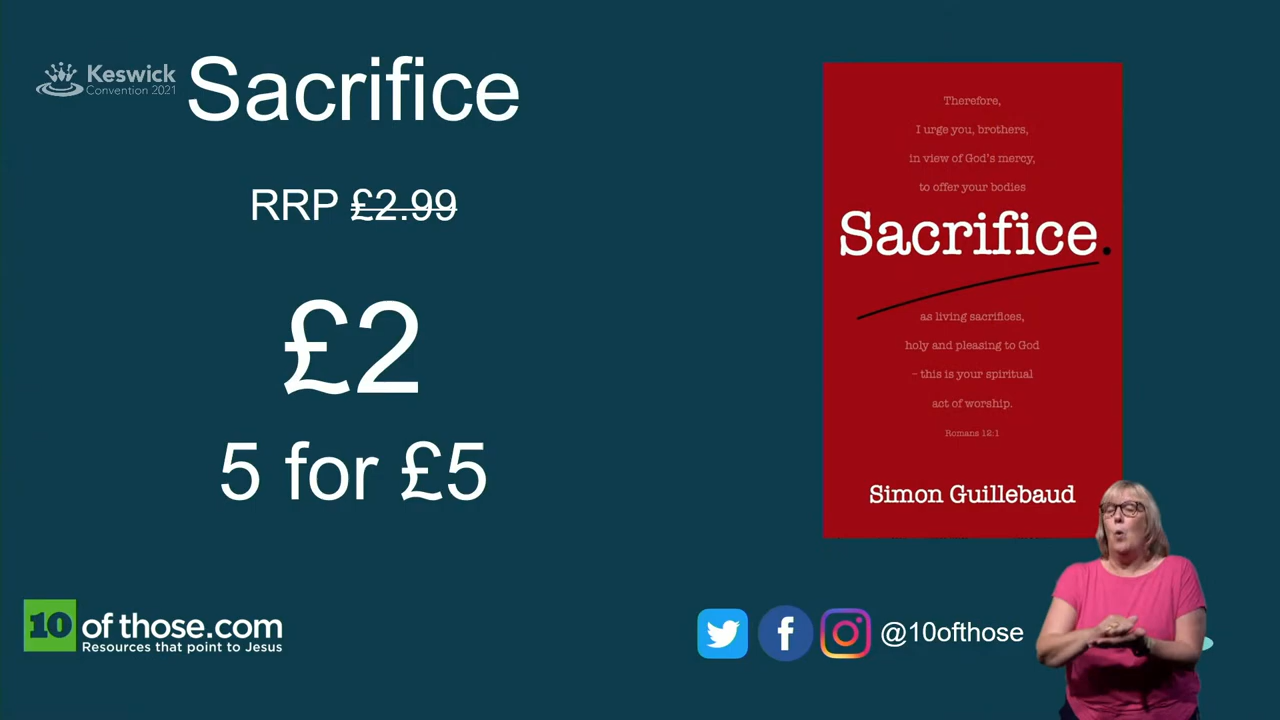 Keswick
Convention 2021
Sacrifice
RRP £2.99
£2
5 for £5
Therefore,
I urge you, brothers,
in view of God's mercy,
to offer your bodies
Sacrifice.
as living sacrifices,
holy and pleasing to God
– this is your spiritual
act of worship.
Romans 12:1
Simon Guillebaud
10 of those.com
Resources that point to Jesus
@10ofthose